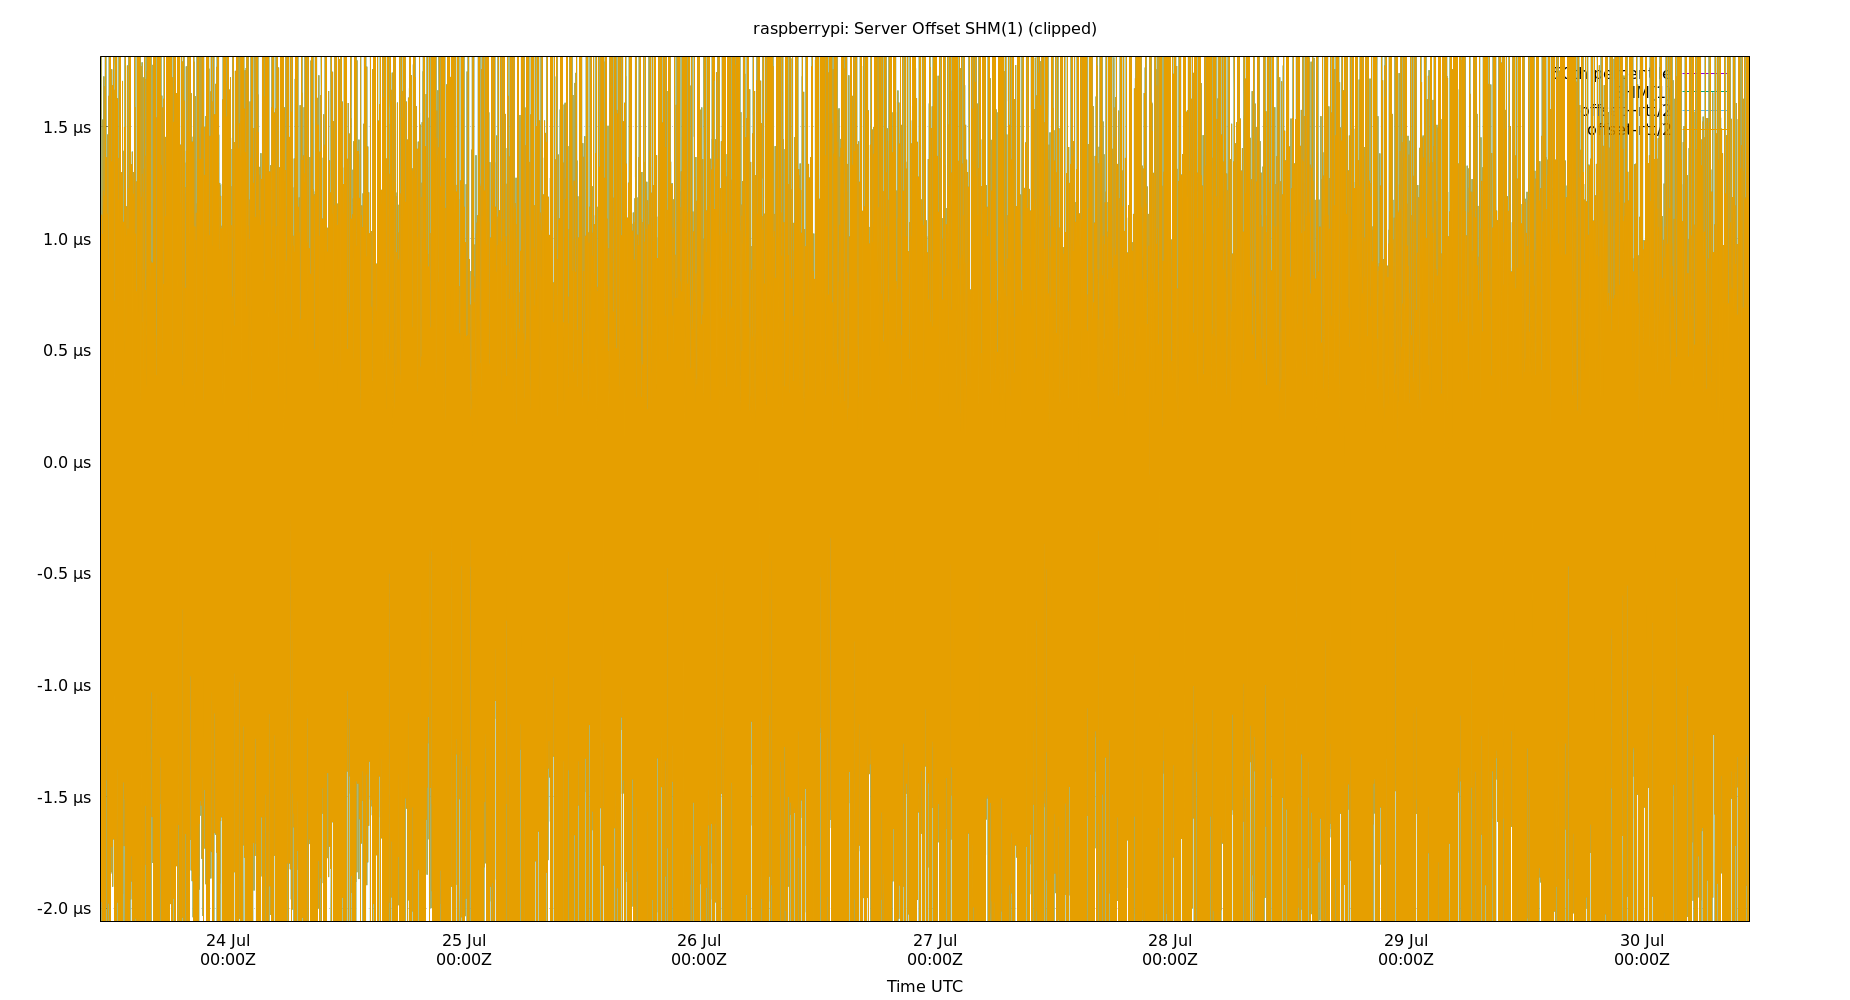 raspberrypi: Server Offset SHM(1) (clipped)
1.5 µs
1.0 µs
0.5 µs
0.0 µs
-0.5 µs
-1.0 µs
-1.5 µs
-2.0 µs
24 Jul
00:00Z
25 Jul
00:00Z
26 Jul
00:00Z
27 Jul
00:00Z
28 Jul
00:00Z
29 Jul
00:00Z
30 Jul
00:00Z
Time UTC